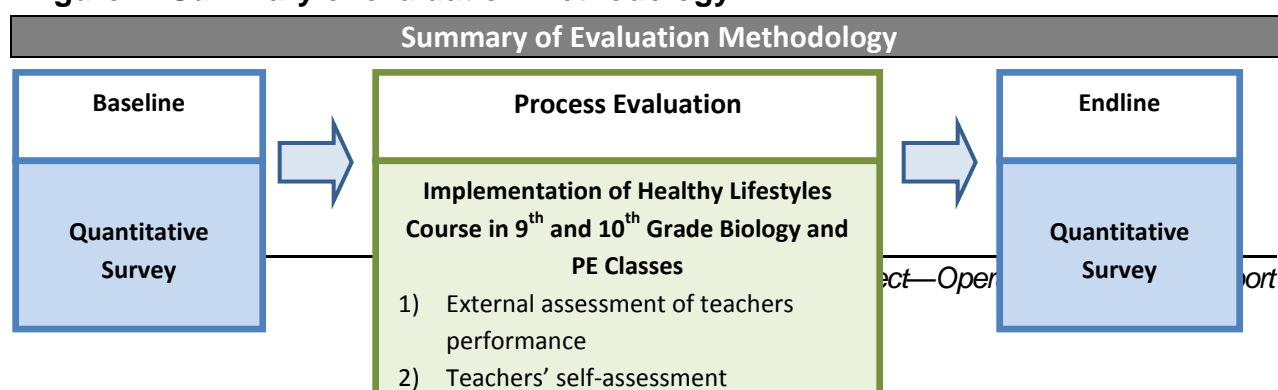 Summary of Evaluation Methodology
Baseline
Process Evaluation
Endline
Quantitative
Survey
Implementation of Healthy Lifestyles
Course in 9th and 10th Grade Biology and
PE Classes
1) External assessment of teachers
performance
2) Teachers' self-assessment
Quantitative
Survey